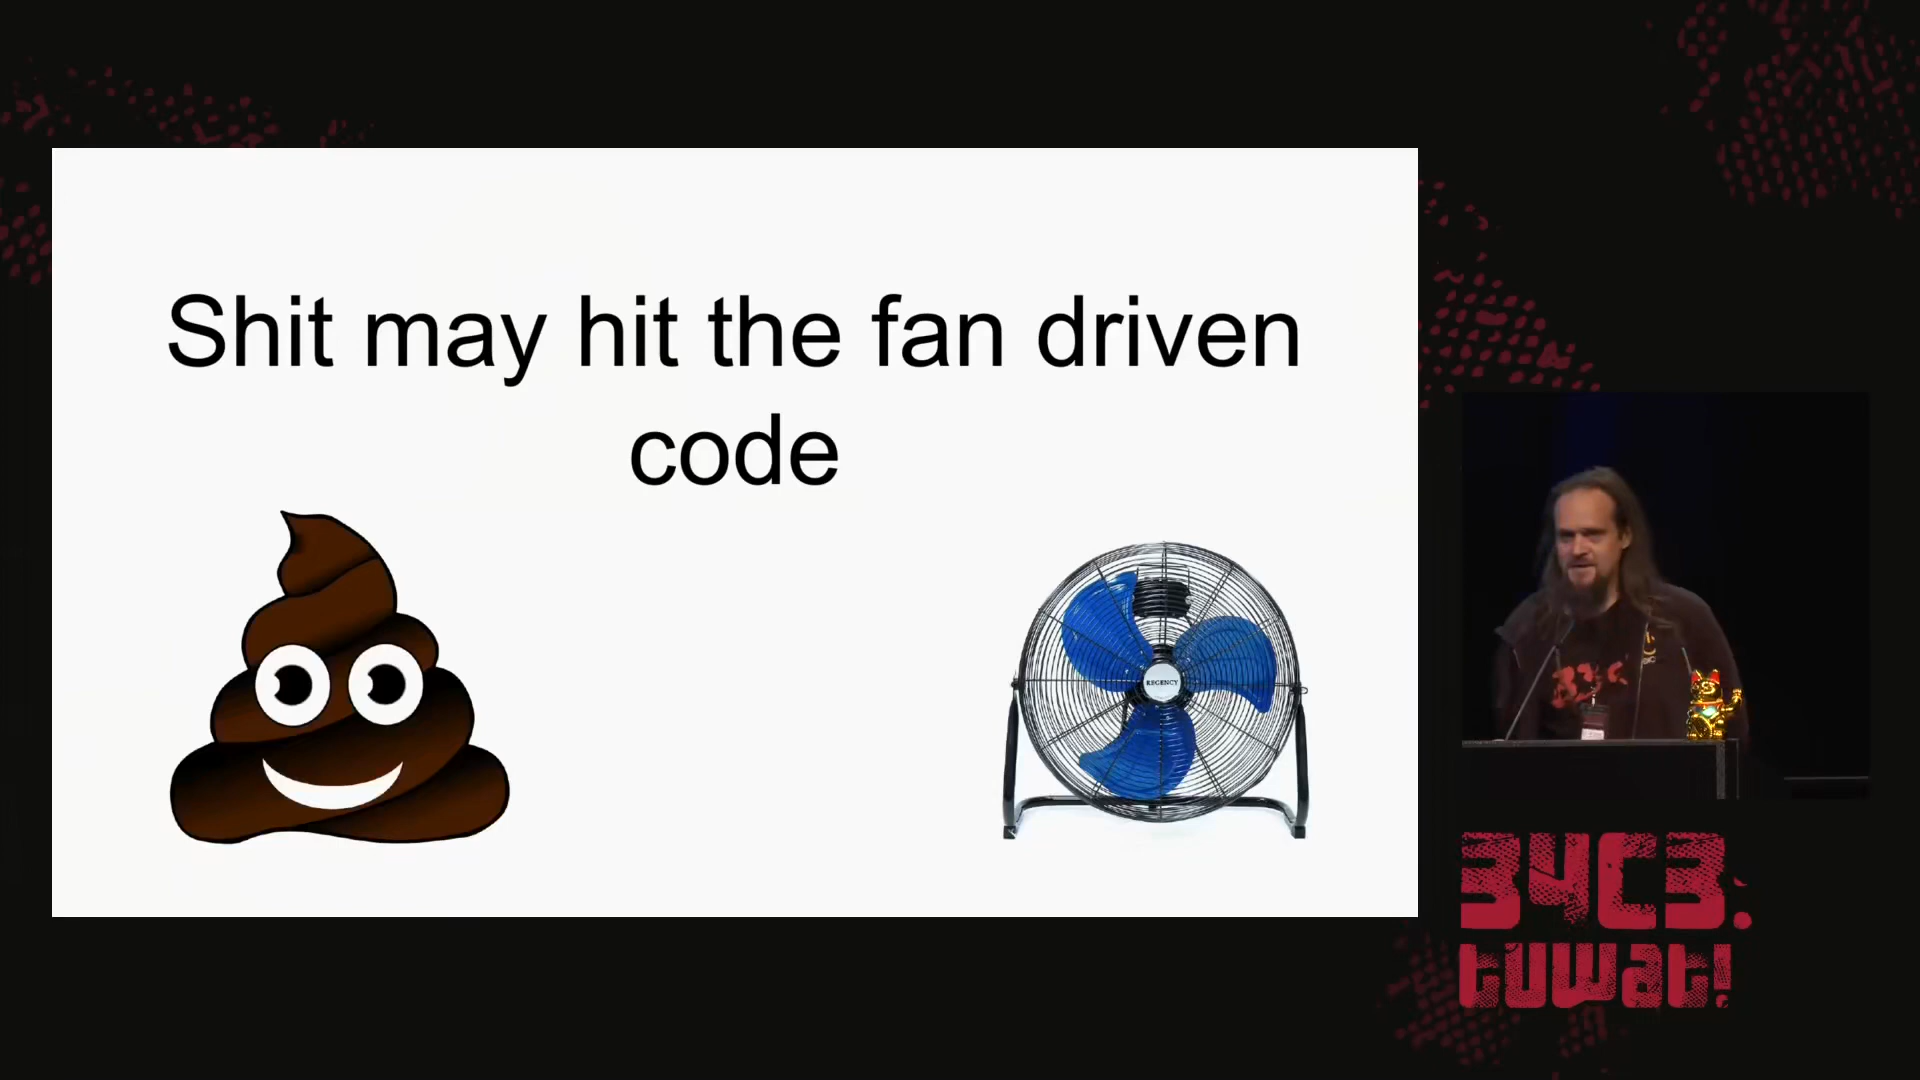 Shit may hit the fan driven
code
REGENCY
34C3.
tuwat!